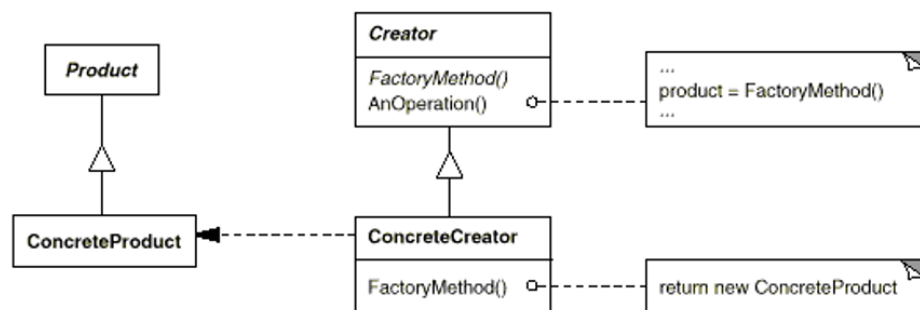 Product
ConcreteProduct
Creator
FactoryMethod()
AnOperation()
...
product = FactoryMethod()
...
ConcreteCreator
FactoryMethod()
return new ConcreteProduct